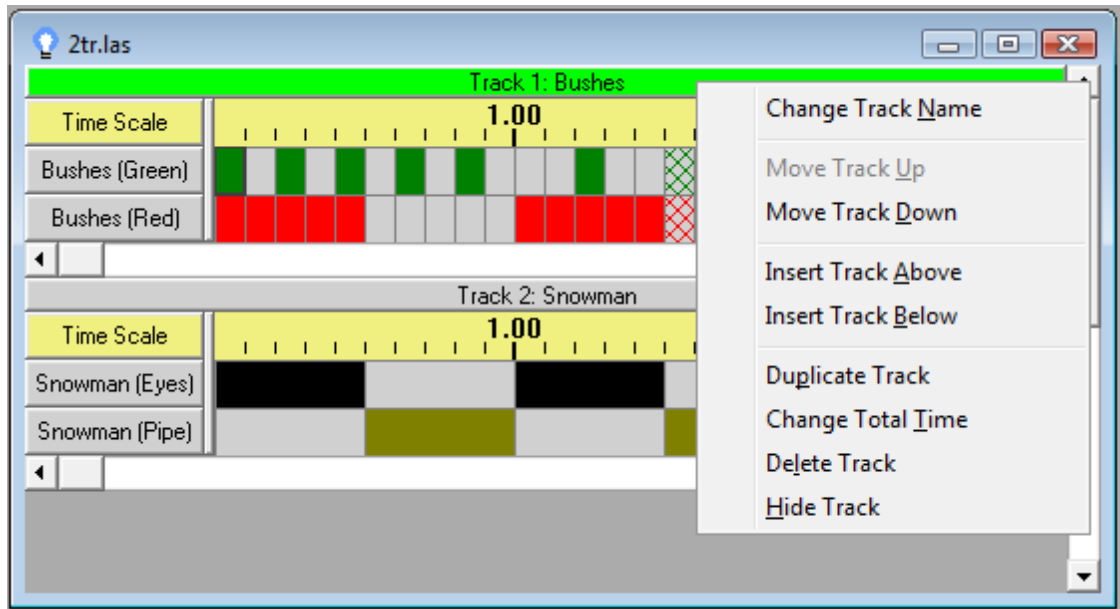 2tr.las
Track 1: Bushes
Time Scale
1.00
Bushes (Green)
Bushes (Red)
Track 2: Snowman
Time Scale
1.00
Snowman (Eyes)
Snowman (Pipe)
Change Track Name
Move Track Up
Move Track Down
Insert Track Above
Insert Track Below
Duplicate Track
Change Total Time
Delete Track
Hide Track